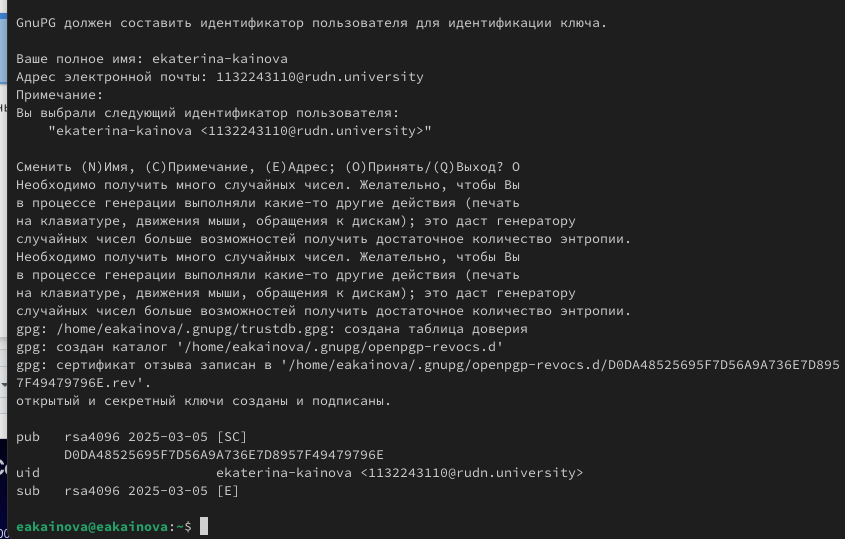 GnuPG должен составить идентификатор пользователя для идентификации ключа.
Ваше полное имя: ekaterina-kainova
Адрес электронной почты: 1132243110@rudn.university
Примечание:
Вы выбрали следующий идентификатор пользователя:
"ekaterina-kainova <1132243110@rudn.university>"
Сменить (N)Имя, (C)Примечание, (E)Адрес; (O)Принять/(Q)Выход? O
Необходимо получить много случайных чисел. Желательно, чтобы Вы
в процессе генерации выполняли какие-то другие действия (печать
на клавиатуре, движения мыши, обращения к дискам); это даст генератору
случайных чисел больше возможностей получить достаточное количество энтропии.
Необходимо получить много случайных чисел. Желательно, чтобы Вы
в процессе генерации выполняли какие-то другие действия (печать
на клавиатуре, движения мыши, обращения к дискам); это даст генератору
случайных чисел больше возможностей получить достаточное количество энтропии.
gpg: /home/eakainova/.gnupg/trustdb.gpg: создана таблица доверия
gpg: создан каталог '/home/eakainova/.gnupg/openpgp-revocs.d'
gpg: сертификат отзыва записан в '/home/eakainova/.gnupg/openpgp-revocs.d/D0DA48525695F7D56A9A736E7D895
7F49479796E.rev'.
открытый и секретный ключи созданы и подписаны.
pub rsa4096 2025-03-05 [SC]
D0DA48525695F7D56A9A736E7D8957F49479796E
uid ekaterina-kainova <1132243110@rudn.university>
sub rsa4096 2025-03-05 [E]
eakainova@eakainova:~$